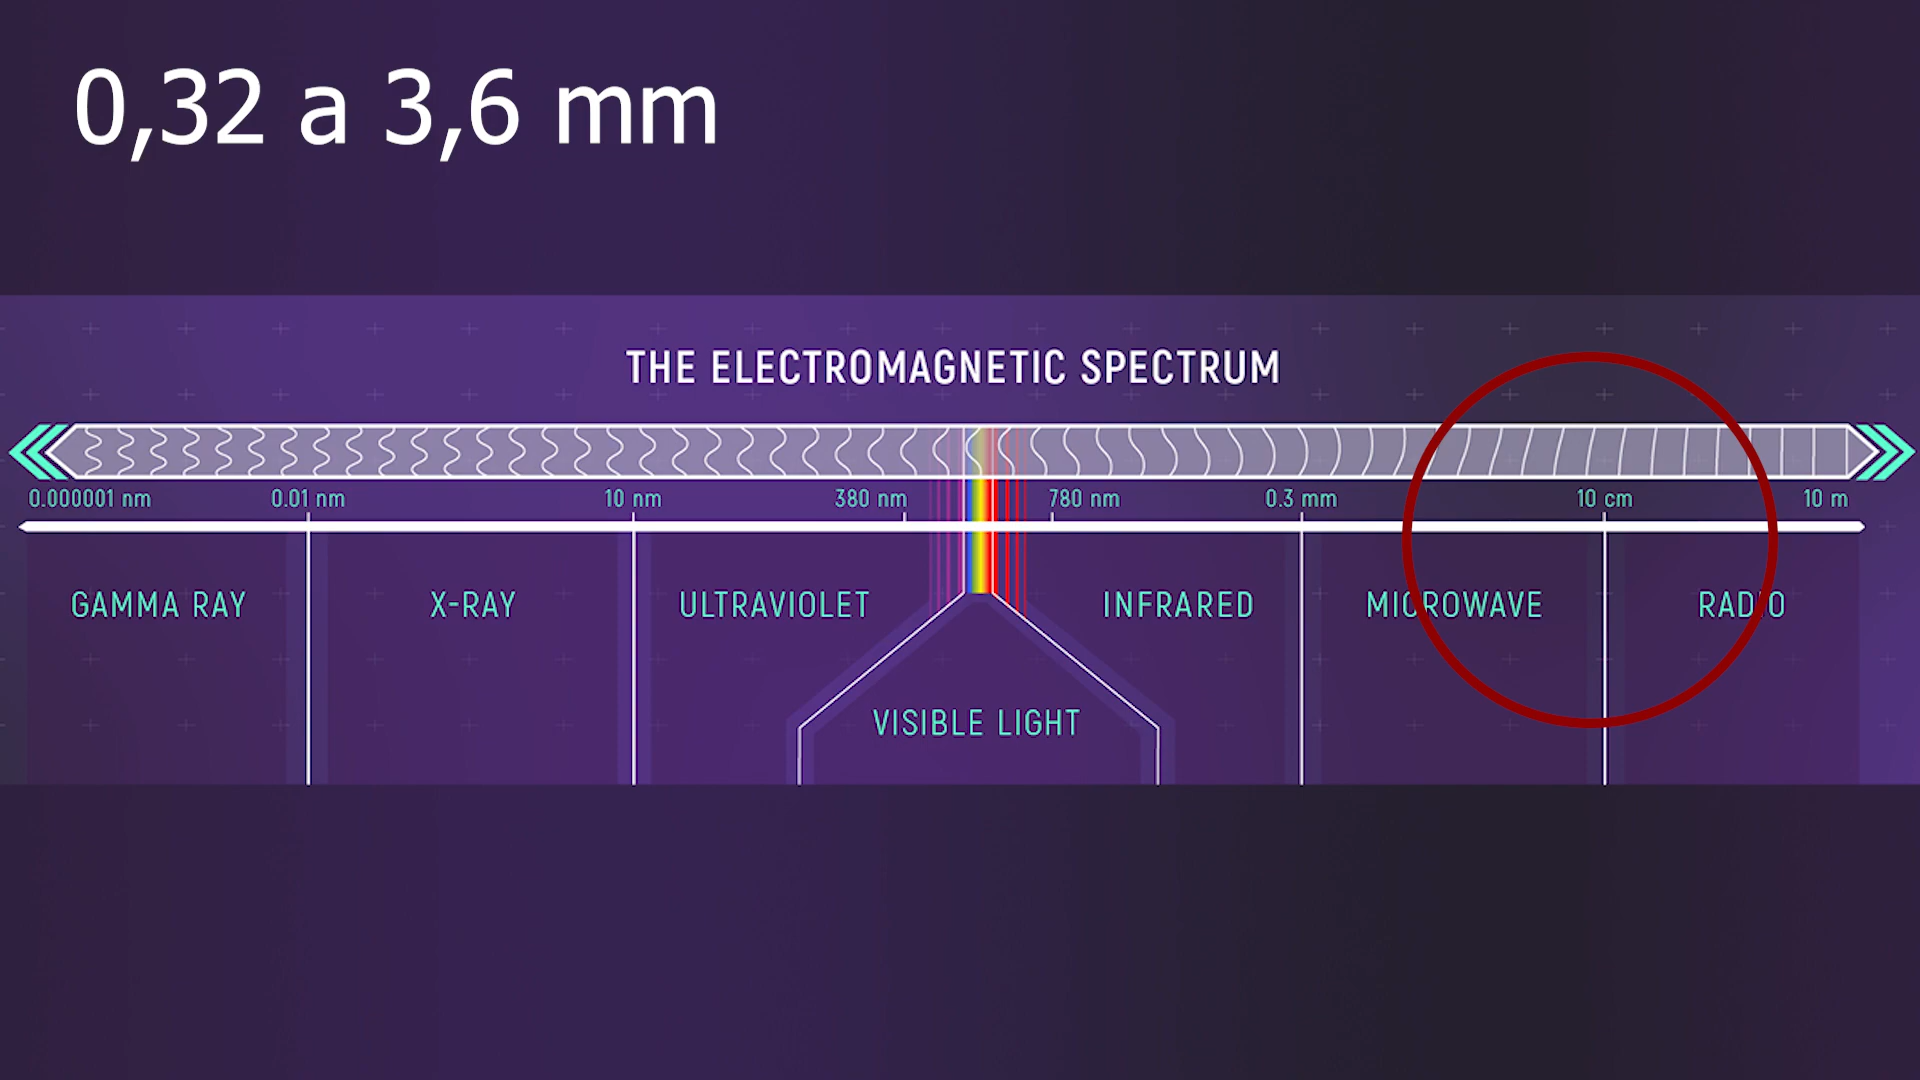 0,32 a 3,6 mm
THE ELECTROMAGNETIC SPECTRUM
0.000001 nm 0.01 nm 10 nm 380 nm 780 nm 0.3 mm 10 cm 10 m
GAMMA RAY X-RAY ULTRAVIOLET INFRARED MICROWAVE RADIO
VISIBLE LIGHT